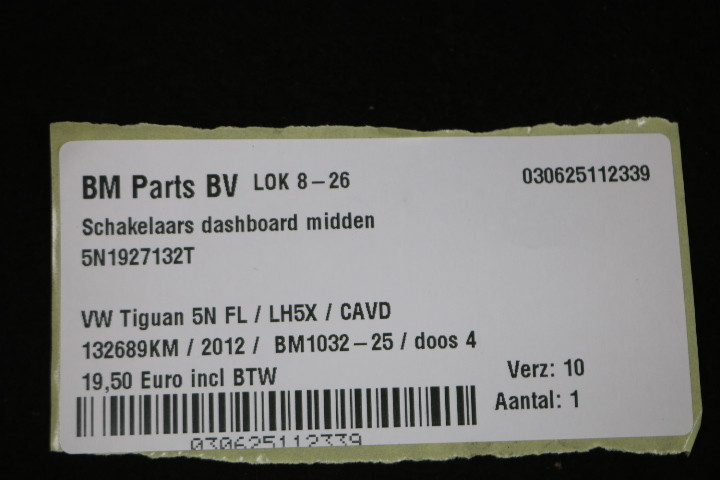 BM Parts BV LOK 8-26 030625112339
Schakelaars dashboard midden
5N1927132T
VW Tiguan 5N FL / LH5X / CAVD
132689KM / 2012 / BM1032-25 / doos 4
19,50 Euro incl BTW Verz: 10
Aantal: 1
030625112339